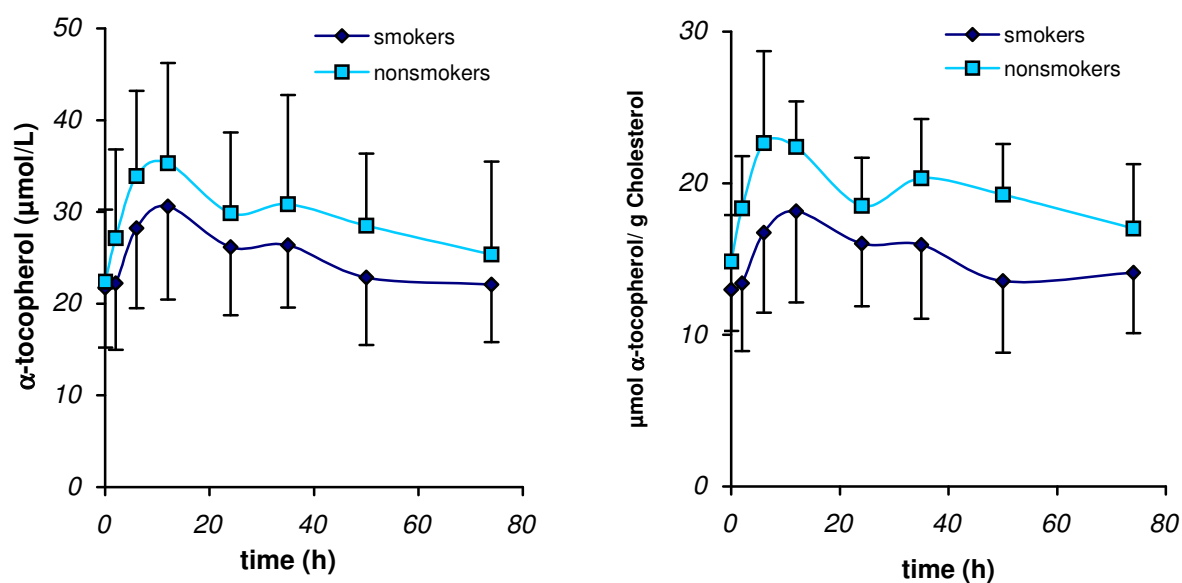 50
40
30
20
10
0
α-tocopherol (µmol/L)
smokers
nonsmokers
0 20 40 60 80
time (h)
30
20
10
0
µmol α-tocopherol/ g Cholesterol
smokers
nonsmokers
0 20 40 60 80
time (h)